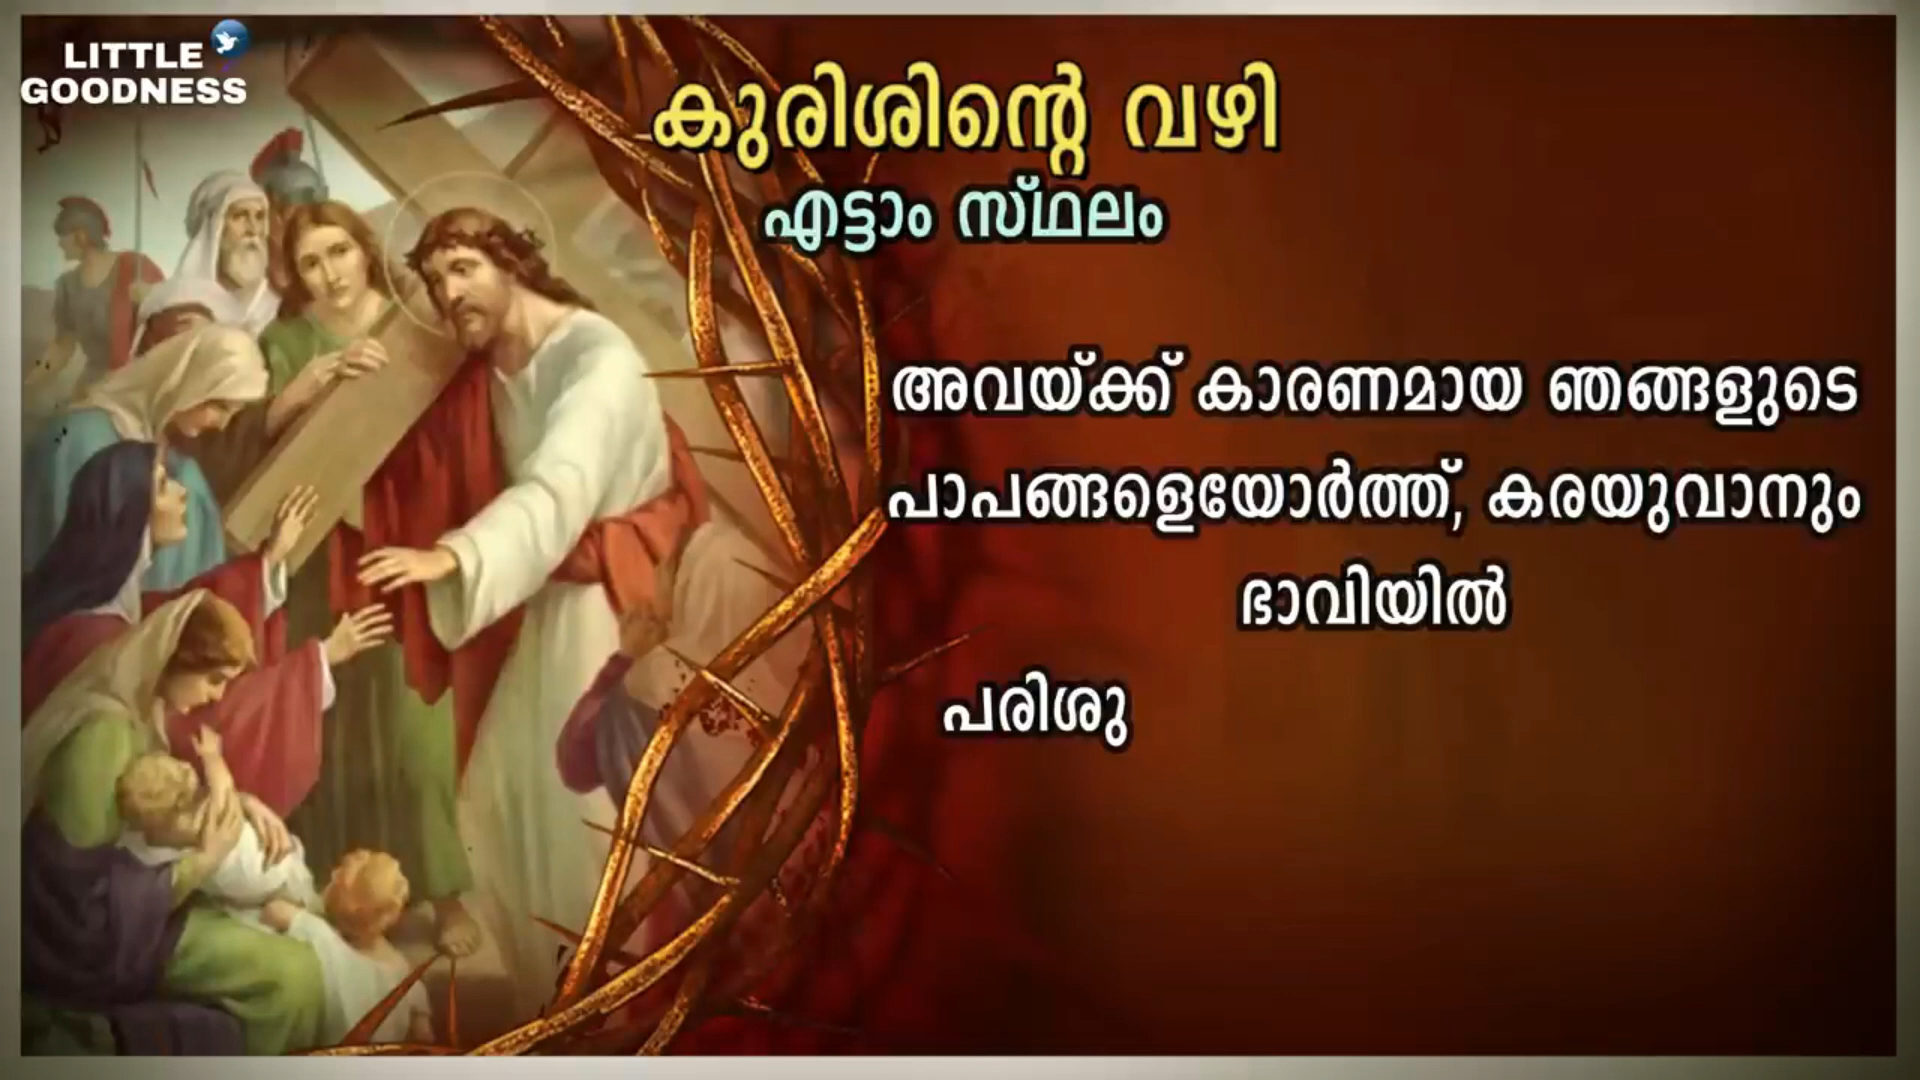 LITTLE
GOODNESS
കുരിശിന്റെ വഴി
എട്ടാം സ്ഥലം
അവയ്ക്ക് കാരണമായ ഞങ്ങളുടെ
പാപങ്ങളെയോർത്ത്, കരയുവാനും
ഭാവിയിൽ
പരിശു